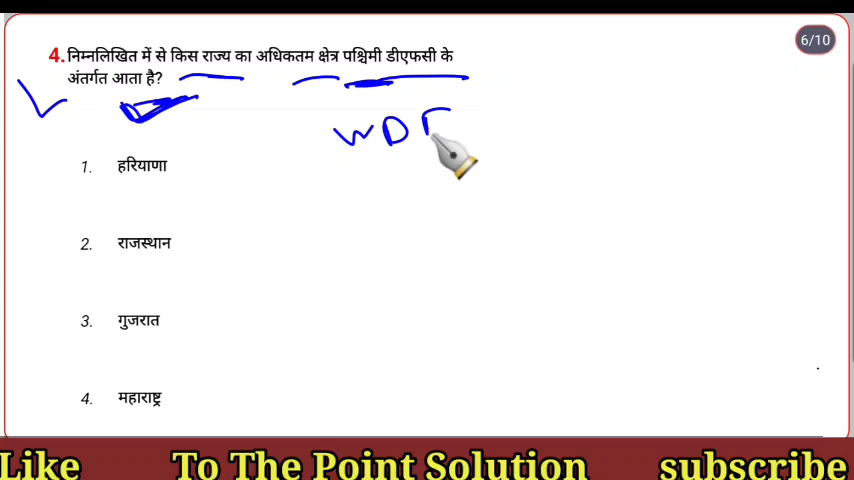 6/10
4. निम्नलिखित में से किस राज्य का अधिकतम क्षेत्र पश्चिमी डीएफसी के
अंतर्गत आता है?
WDF
1. हरियाणा
2. राजस्थान
3. गुजरात
4. महाराष्ट्र
Like To The Point Solution subscribe